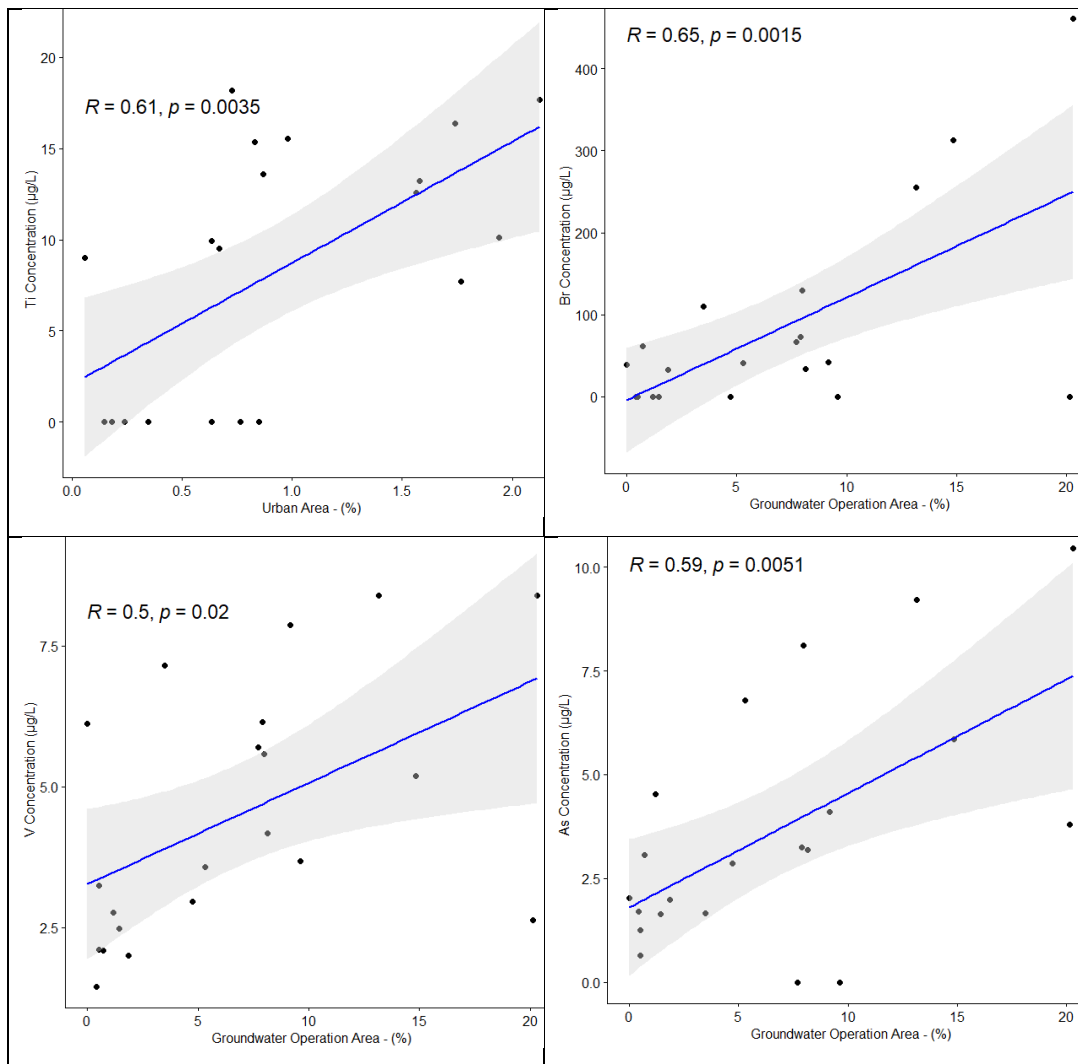 R = 0.61, p = 0.0035
Ti Concentration (µg/L)
20
15
10
5
0
0.0 0.5 1.0 1.5 2.0
Urban Area - (%)
R = 0.65, p = 0.0015
Br Concentration (µg/L)
400
300
200
100
0
0 5 10 15 20
Groundwater Operation Area - (%)
R = 0.5, p = 0.02
V Concentration (µg/L)
7.5
5.0
2.5
0 5 10 15 20
Groundwater Operation Area - (%)
R = 0.59, p = 0.0051
As Concentration (µg/L)
10.0
7.5
5.0
2.5
0.0
0 5 10 15 20
Groundwater Operation Area - (%)